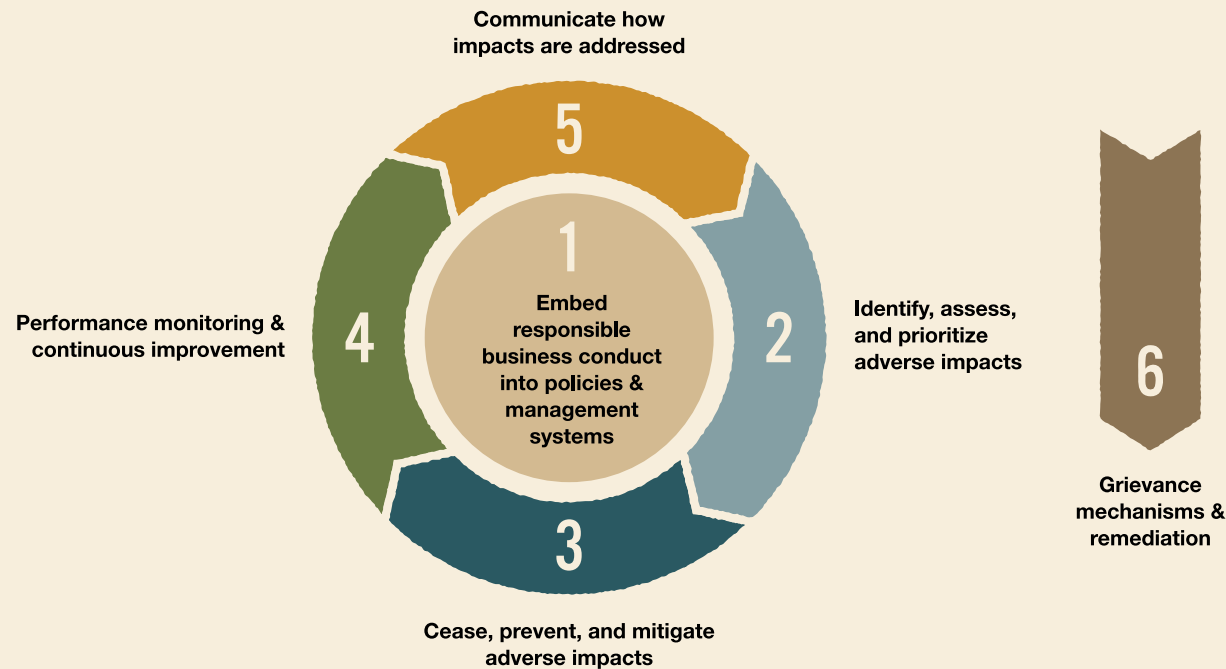 Communicate how
impacts are addressed
5
1
Embed
responsible
business conduct
into policies &
management
systems
2
Identify, assess,
and prioritize
adverse impacts
3
Cease, prevent, and mitigate
adverse impacts
4
Performance monitoring &
continuous improvement
6
Grievance
mechanisms &
remediation